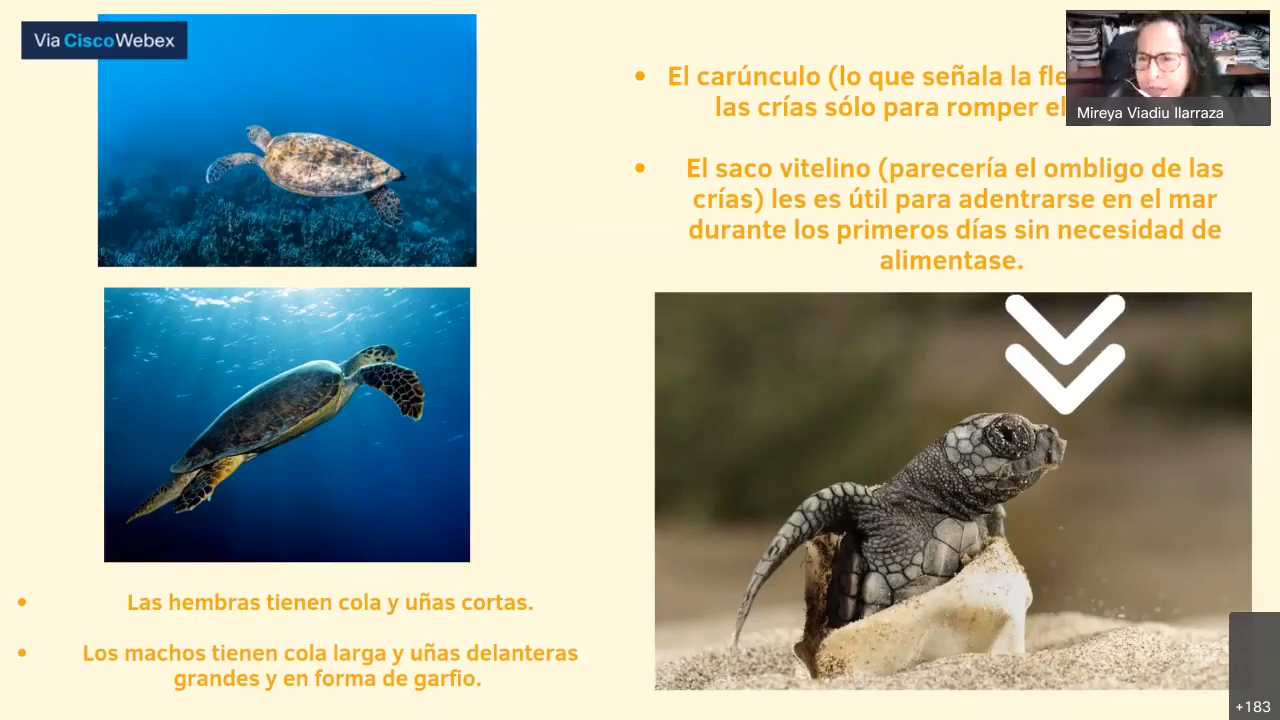 Via CiscoWebex
• El carúnculo (lo que señala la
las crías sólo para romper
Mireya Viadiu Ilarraza
• El saco vitelino (parecería el ombligo de las
crías) les es útil para adentrarse en el mar
durante los primeros días sin necesidad de
alimentase.
• Las hembras tienen cola y uñas cortas.
• Los machos tienen cola larga y uñas delanteras
grandes y en forma de garfio.
+183